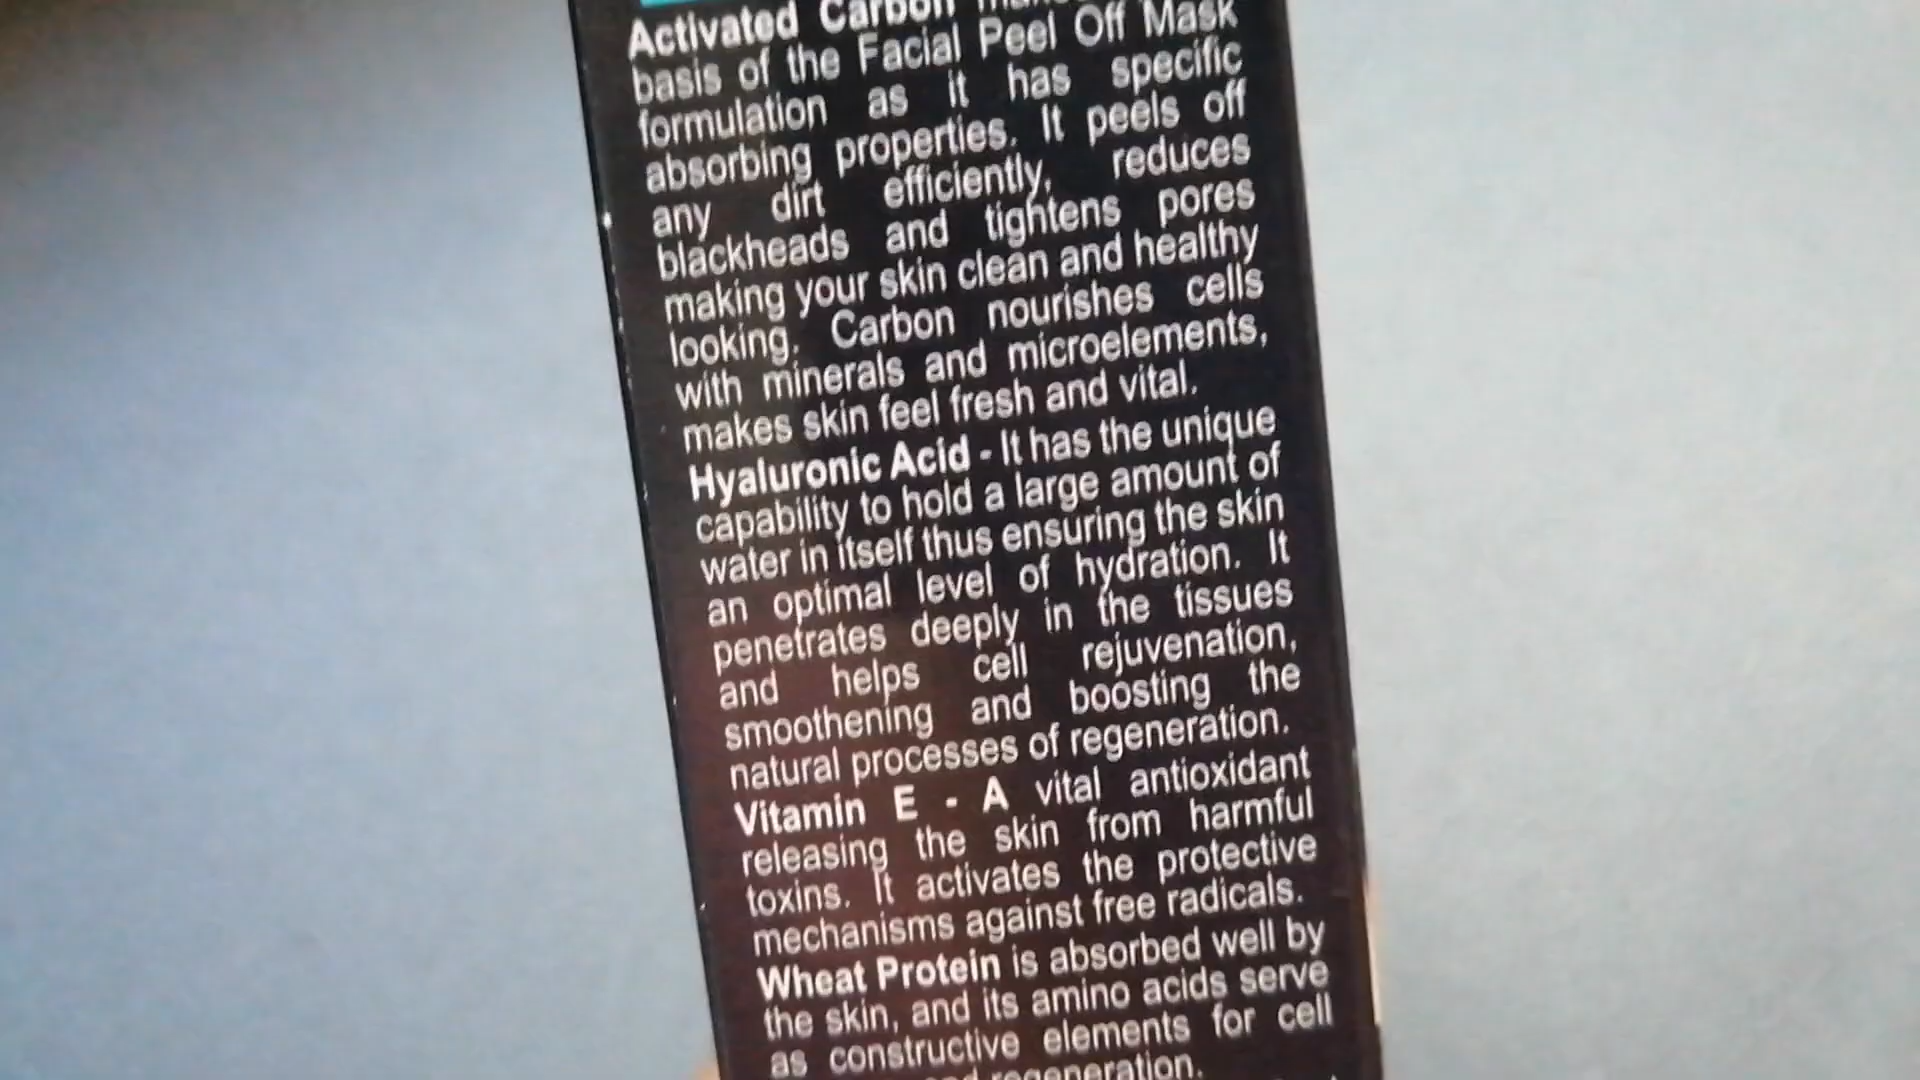 Activated Carbon
basis of the Facial Peel Off Mask
formulation as it has specific
absorbing properties. It peels off
any dirt efficiently, reduces
blackheads and tightens pores
making your skin clean and healthy
looking. Carbon nourishes cells
with minerals and microelements,
makes skin feel fresh and vital.
Hyaluronic Acid - It has the unique
capability to hold a large amount of
water in itself thus ensuring the skin
an optimal level of hydration. It
penetrates deeply in the tissues
and helps cell rejuvenation,
smoothening and boosting the
natural processes of regeneration.
Vitamin E - A vital antioxidant
releasing the skin from harmful
toxins. It activates the protective
mechanisms against free radicals.
Wheat Protein is absorbed well by
the skin, and its amino acids serve
as constructive elements for cell
regeneration.